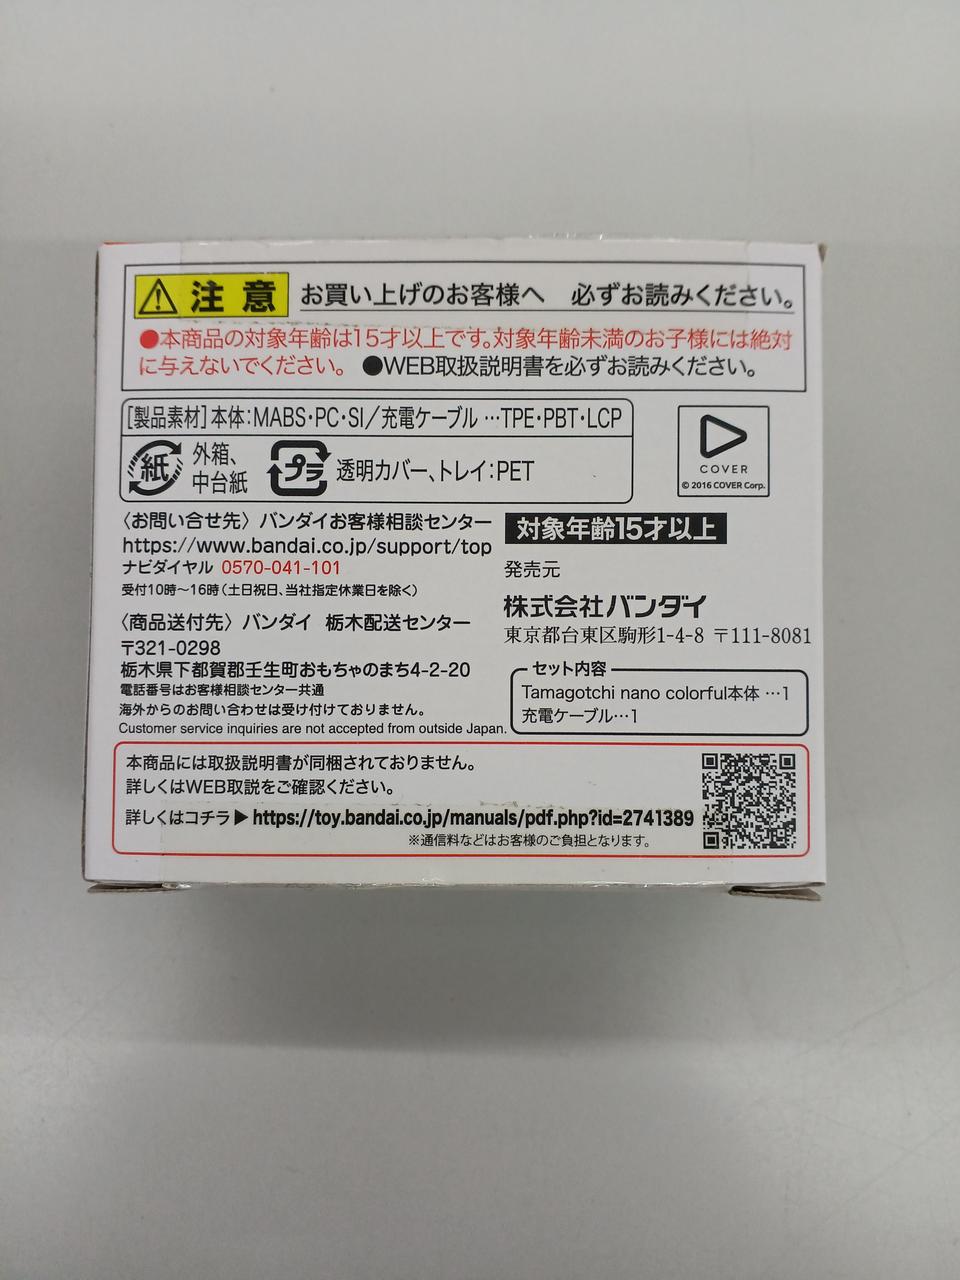 注意 お買い上げのお客様へ 必ずお読みください。
●本商品の対象年齢は15才以上です。対象年齢未満のお子様には絶対
に与えないでください。 ●WEB取扱説明書を必ずお読みください。
[製品素材]本体:MABS・PC・SI/充電ケーブル…TPE・PBT・LCP
紙 外箱、
中台紙
プラ 透明カバー、トレイ:PET
COVER
© 2016 COVER Corp.
〈お問い合せ先〉バンダイお客様相談センター
https://www.bandai.co.jp/support/top
ナビダイヤル 0570-041-101
受付10時〜16時(土日祝日、当社指定休業日を除く)
〈商品送付先〉バンダイ 栃木配送センター
〒321-0298
栃木県下都賀郡壬生町おもちゃのまち4-2-20
電話番号はお客様相談センター共通
海外からのお問い合わせは受け付けておりません。
Customer service inquiries are not accepted from outside Japan.
対象年齢15才以上
発売元
株式会社バンダイ
東京都台東区駒形1-4-8 〒111-8081
セット内容
Tamagotchi nano colorful本体…1
充電ケーブル…1
本商品には取扱説明書が同梱されておりません。
詳しくはWEB取説をご確認ください。
詳しくはコチラ▶https://toy.bandai.co.jp/manuals/pdf.php?id=2741389
※通信料などはお客様のご負担となります。